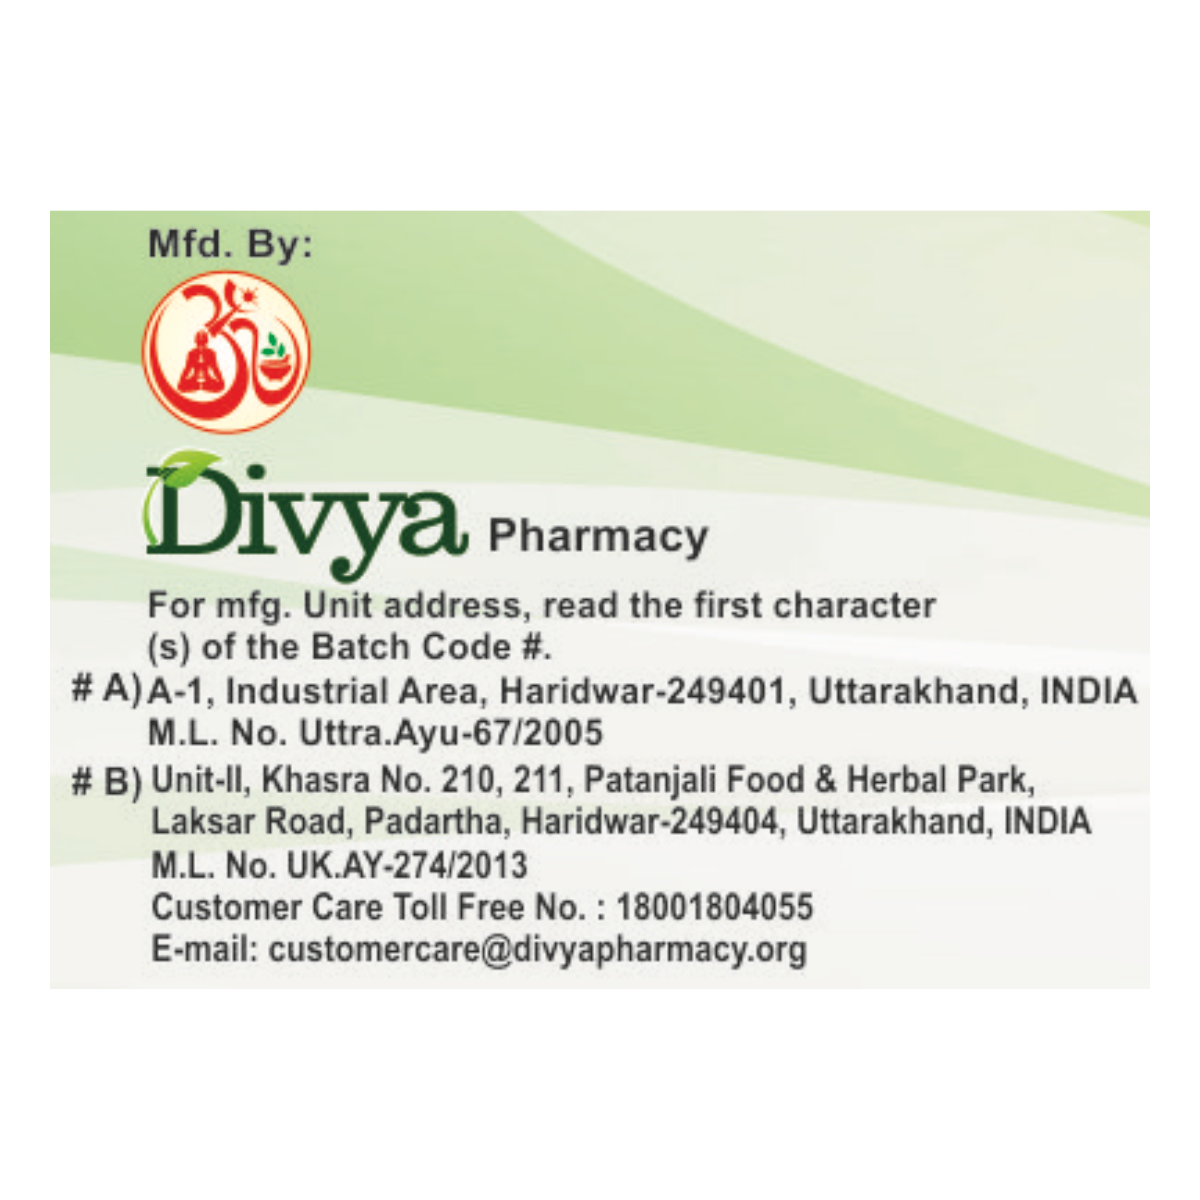 Mfd. By:
Divya Pharmacy
For mfg. Unit address, read the first character
(s) of the Batch Code #.
# A) A-1, Industrial Area, Haridwar-249401, Uttarakhand, INDIA
M.L. No. Uttra.Ayu-67/2005
# B) Unit-II, Khasra No. 210, 211, Patanjali Food & Herbal Park,
Laksar Road, Padartha, Haridwar-249404, Uttarakhand, INDIA
M.L. No. UK.AY-274/2013
Customer Care Toll Free No. : 18001804055
E-mail: customercare@divyapharmacy.org